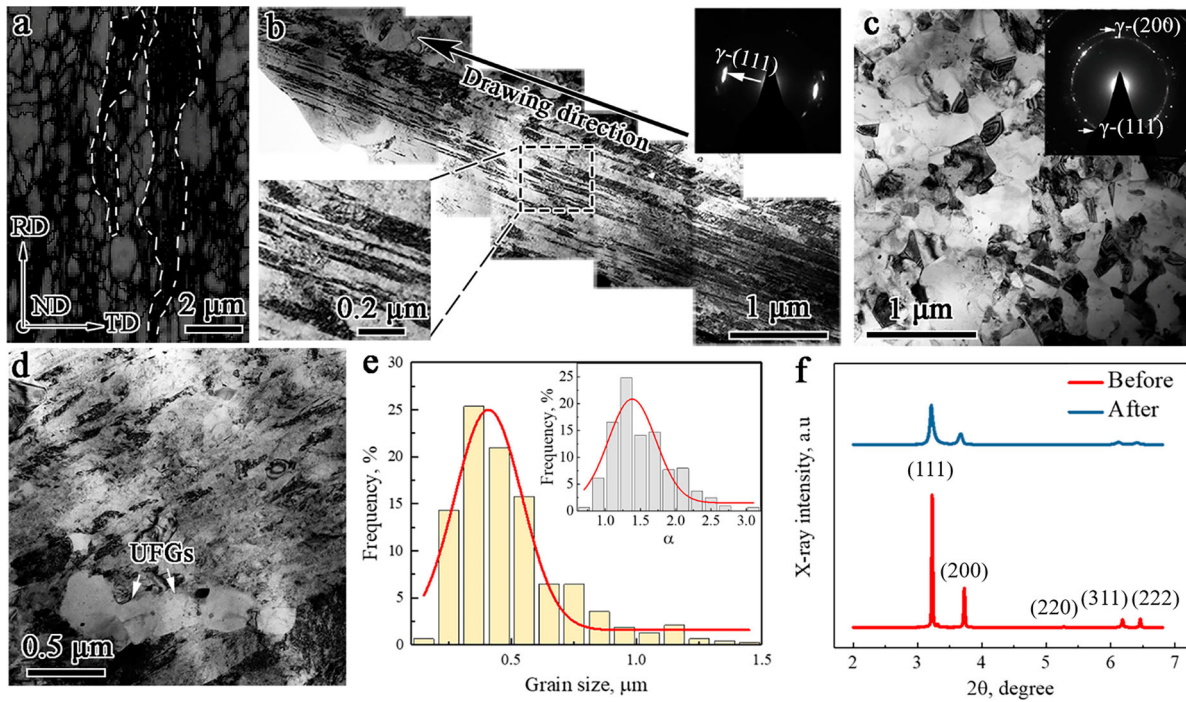 a
RD
ND
TD
2 μm
b
Drawing direction
γ-(111)
0.2 μm
1 μm
c
γ-(200)
γ-(111)
1 μm
d
UFGs
0.5 μm
e
30
25
20
15
10
5
0
Frequency, %
0.5
1.0
1.5
Grain size, μm
25
20
15
10
5
0
Frequency, %
1.0
1.5
2.0
2.5
3.0
α
f
Before
After
X-ray intensity, a.u
(111)
(200)
(220)
(311)
(222)
2
3
4
5
6
7
2θ, degree